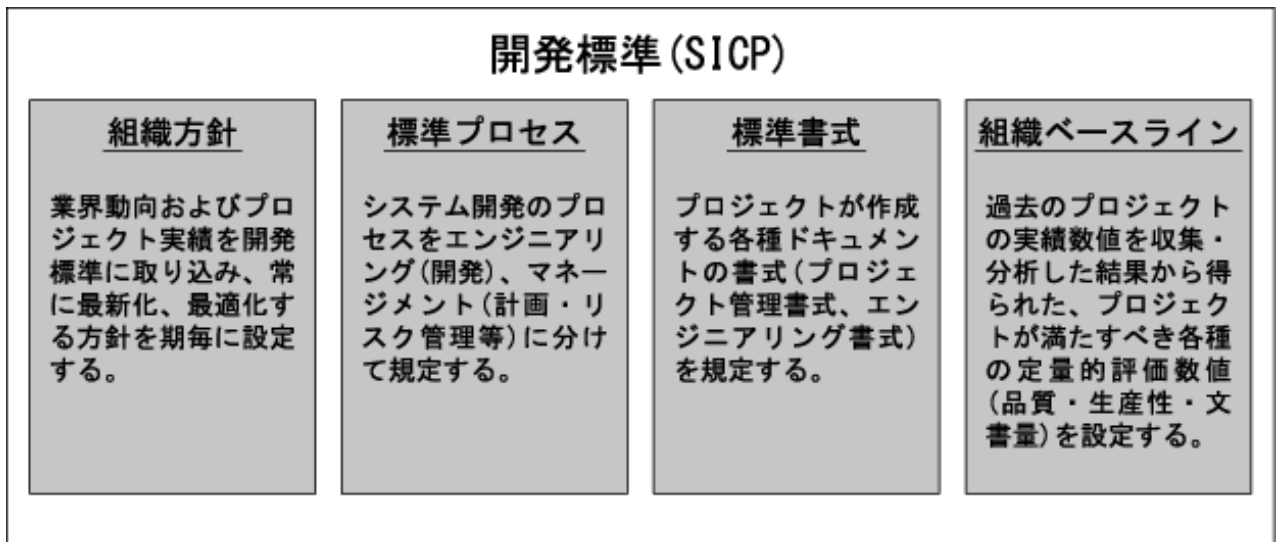 開発標準(SICP)
組織方針
業界動向およびプロ
ジェクト実績を開発
標準に取り込み、常
に最新化、最適化す
る方針を期毎に設定
する。
標準プロセス
システム開発のプロ
セスをエンジニアリ
ング(開発)、マネー
ジメント(計画・リ
スク管理等)に分け
て規定する。
標準書式
プロジェクトが作成
する各種ドキュメン
トの書式(プロジェ
クト管理書式、エン
ジニアリング書式)
を規定する。
組織ベースライン
過去のプロジェクト
の実績数値を収集・
分析した結果から得
られた、プロジェク
トが満たすべき各種
の定量的評価数値
(品質・生産性・文
書量)を設定する。